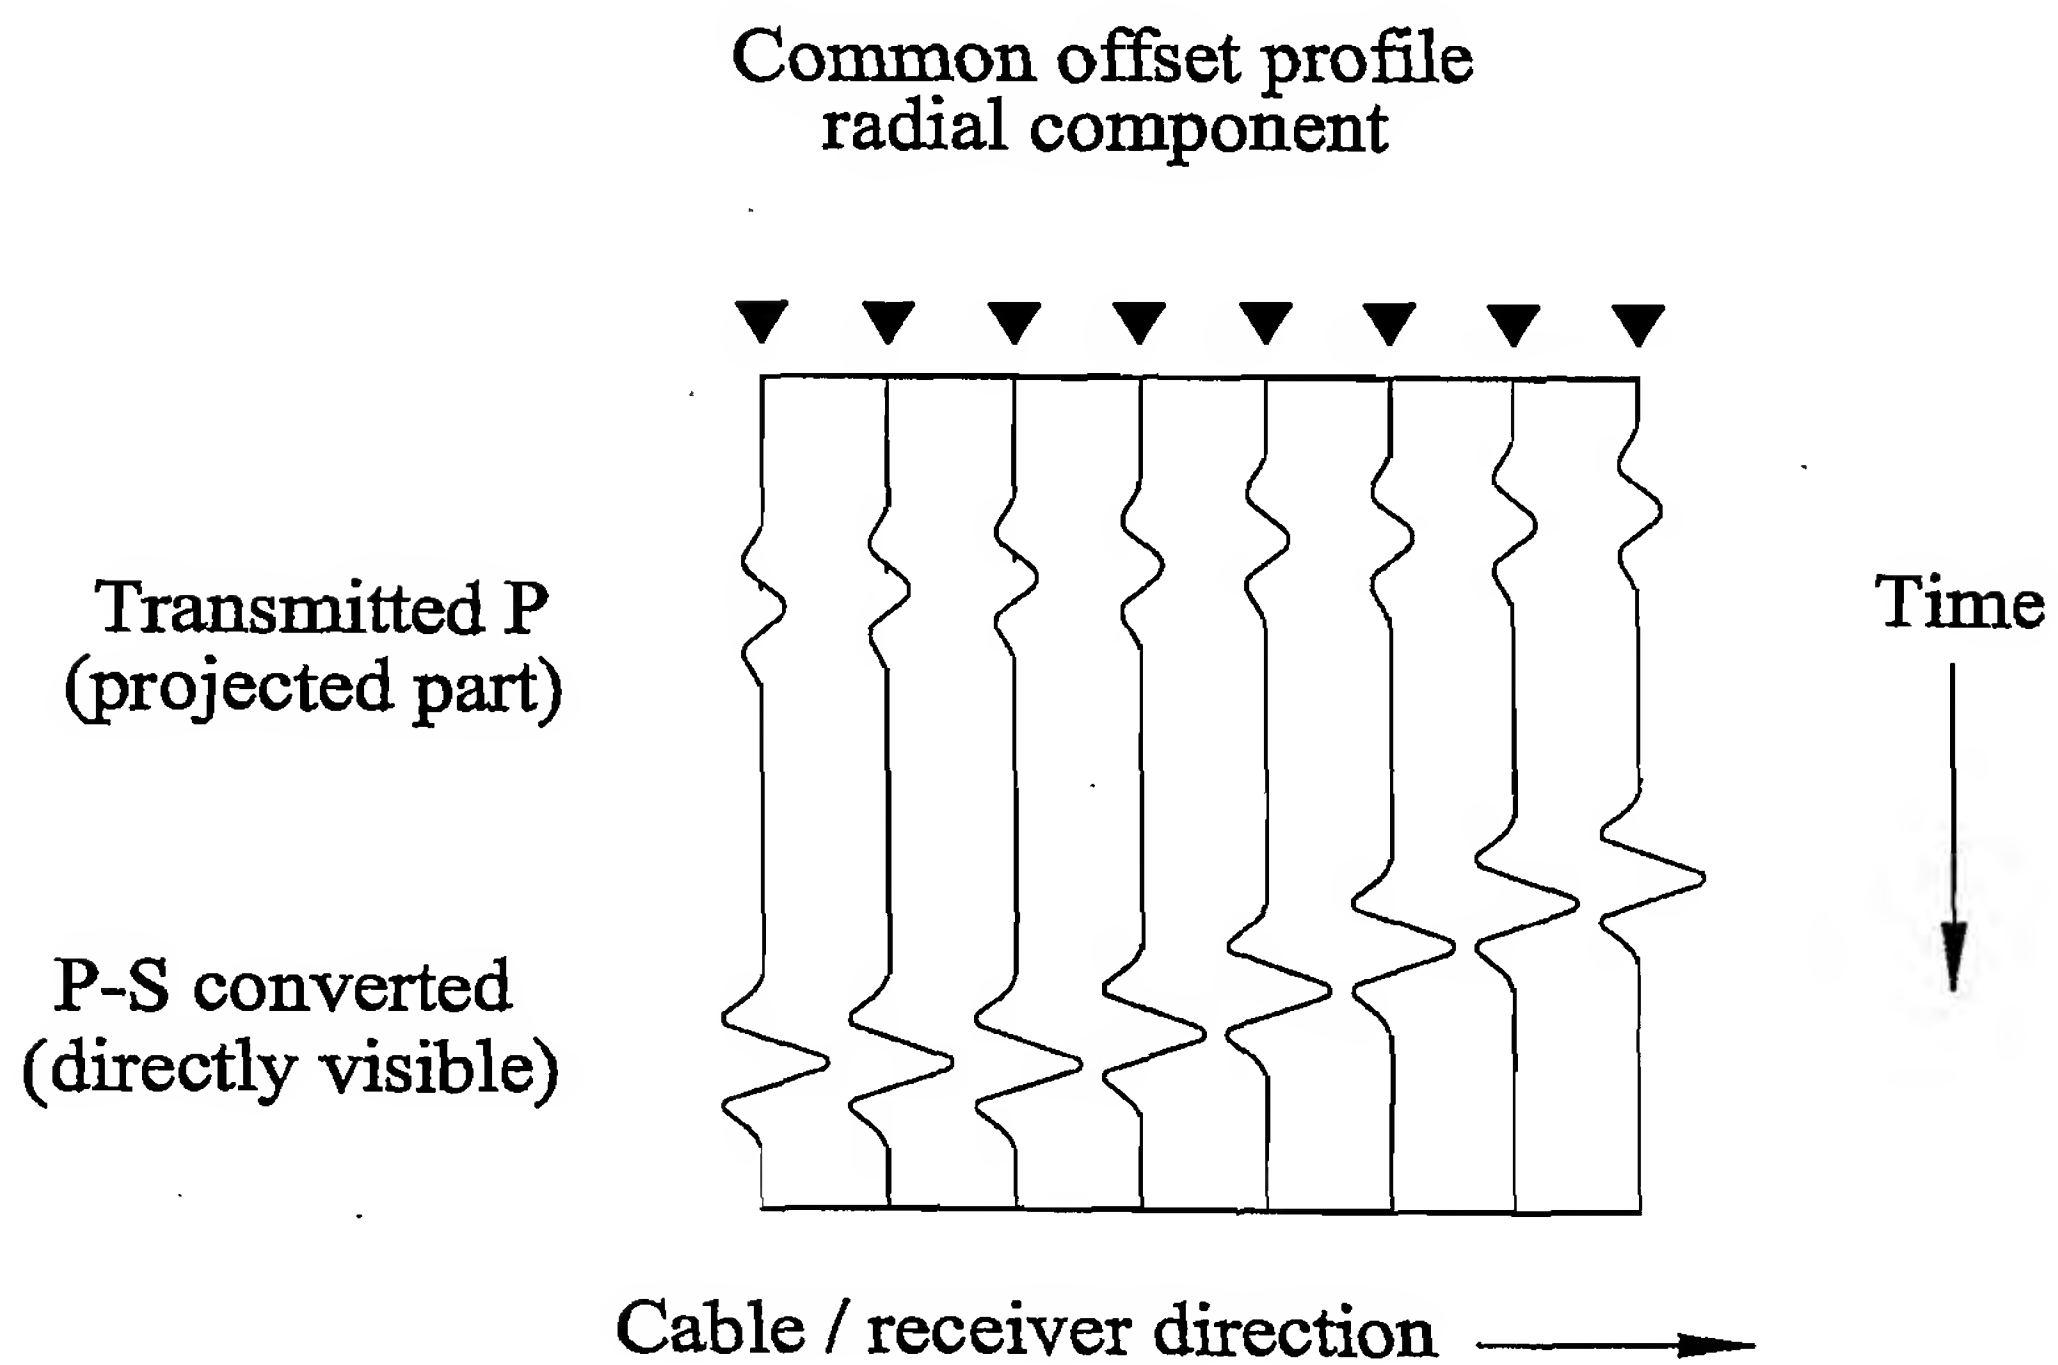 Common offset profile
radial component
Transmitted P
(projected part)
Time
P-S converted
(directly visible)
Cable / receiver direction